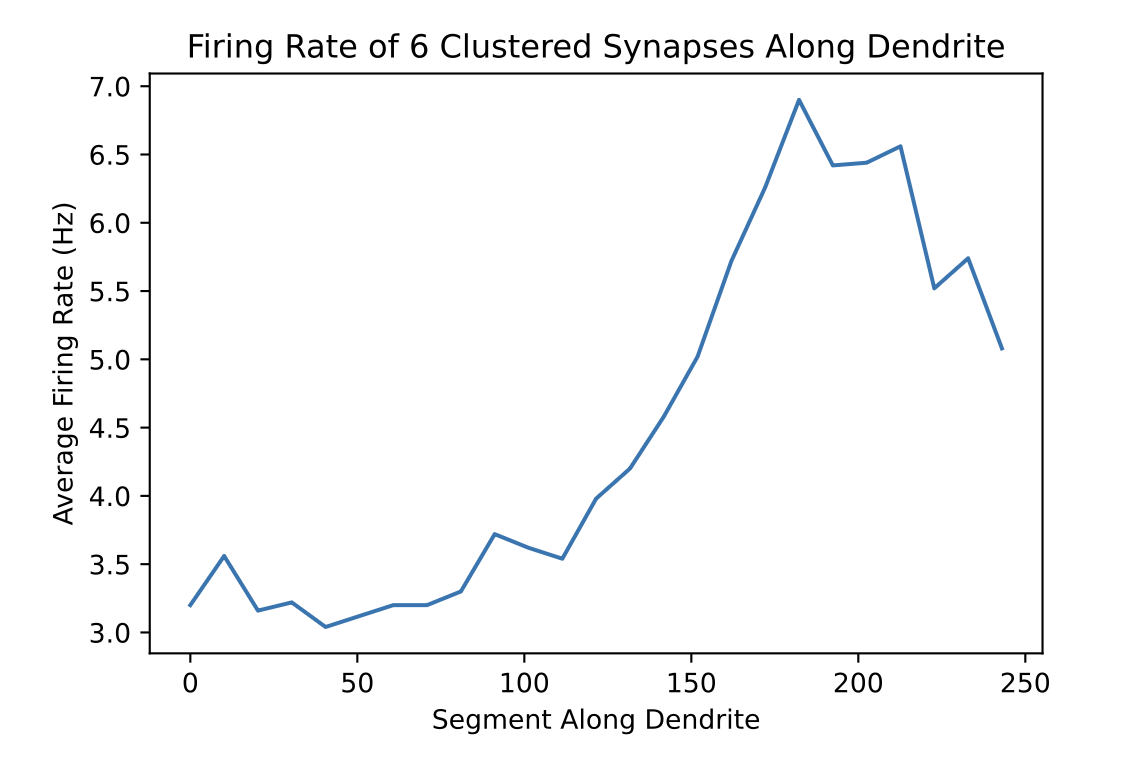 Firing Rate of 6 Clustered Synapses Along Dendrite
7.0
6.5
6.0
5.5
5.0
4.5
4.0
3.5
3.0
Average Firing Rate (Hz)
0 50 100 150 200 250
Segment Along Dendrite